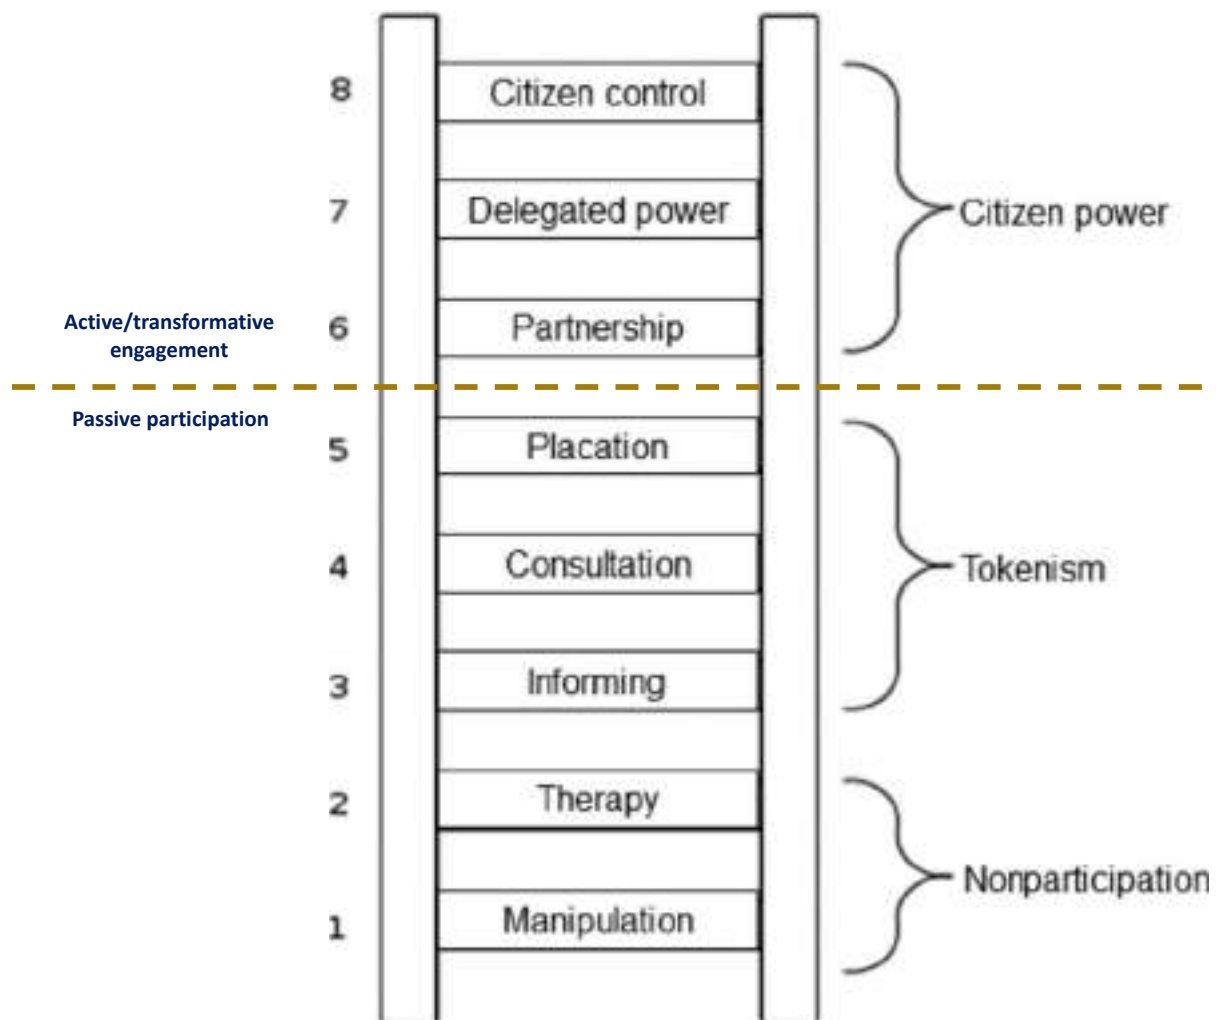 8
Citizen control
7
Delegated power
Citizen power
Active/transformative
engagement
6
Partnership
Passive participation
5
Placation
4
Consultation
Tokenism
3
Informing
2
Therapy
Nonparticipation
1
Manipulation